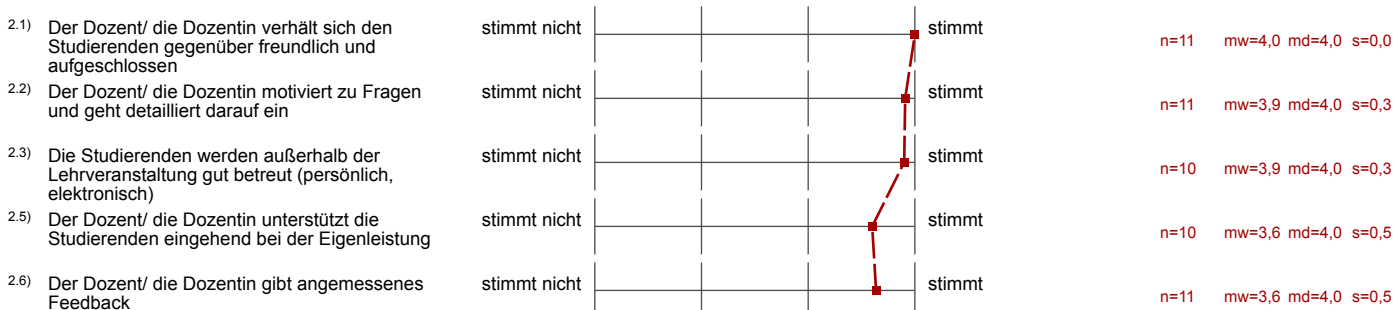 2.1) Der Dozent/ die Dozentin verhält sich den stimmt nicht stimmt
Studierenden gegenüber freundlich und n=11 mw=4,0 md=4,0 s=0,0
aufgeschlossen
2.2) Der Dozent/ die Dozentin motiviert zu Fragen stimmt nicht stimmt
und geht detailliert darauf ein n=11 mw=3,9 md=4,0 s=0,3
2.3) Die Studierenden werden außerhalb der stimmt nicht stimmt
Lehrveranstaltung gut betreut (persönlich, n=10 mw=3,9 md=4,0 s=0,3
elektronisch)
2.5) Der Dozent/ die Dozentin unterstützt die stimmt nicht stimmt
Studierenden eingehend bei der Eigenleistung n=10 mw=3,6 md=4,0 s=0,5
2.6) Der Dozent/ die Dozentin gibt angemessenes stimmt nicht stimmt
Feedback n=11 mw=3,6 md=4,0 s=0,5